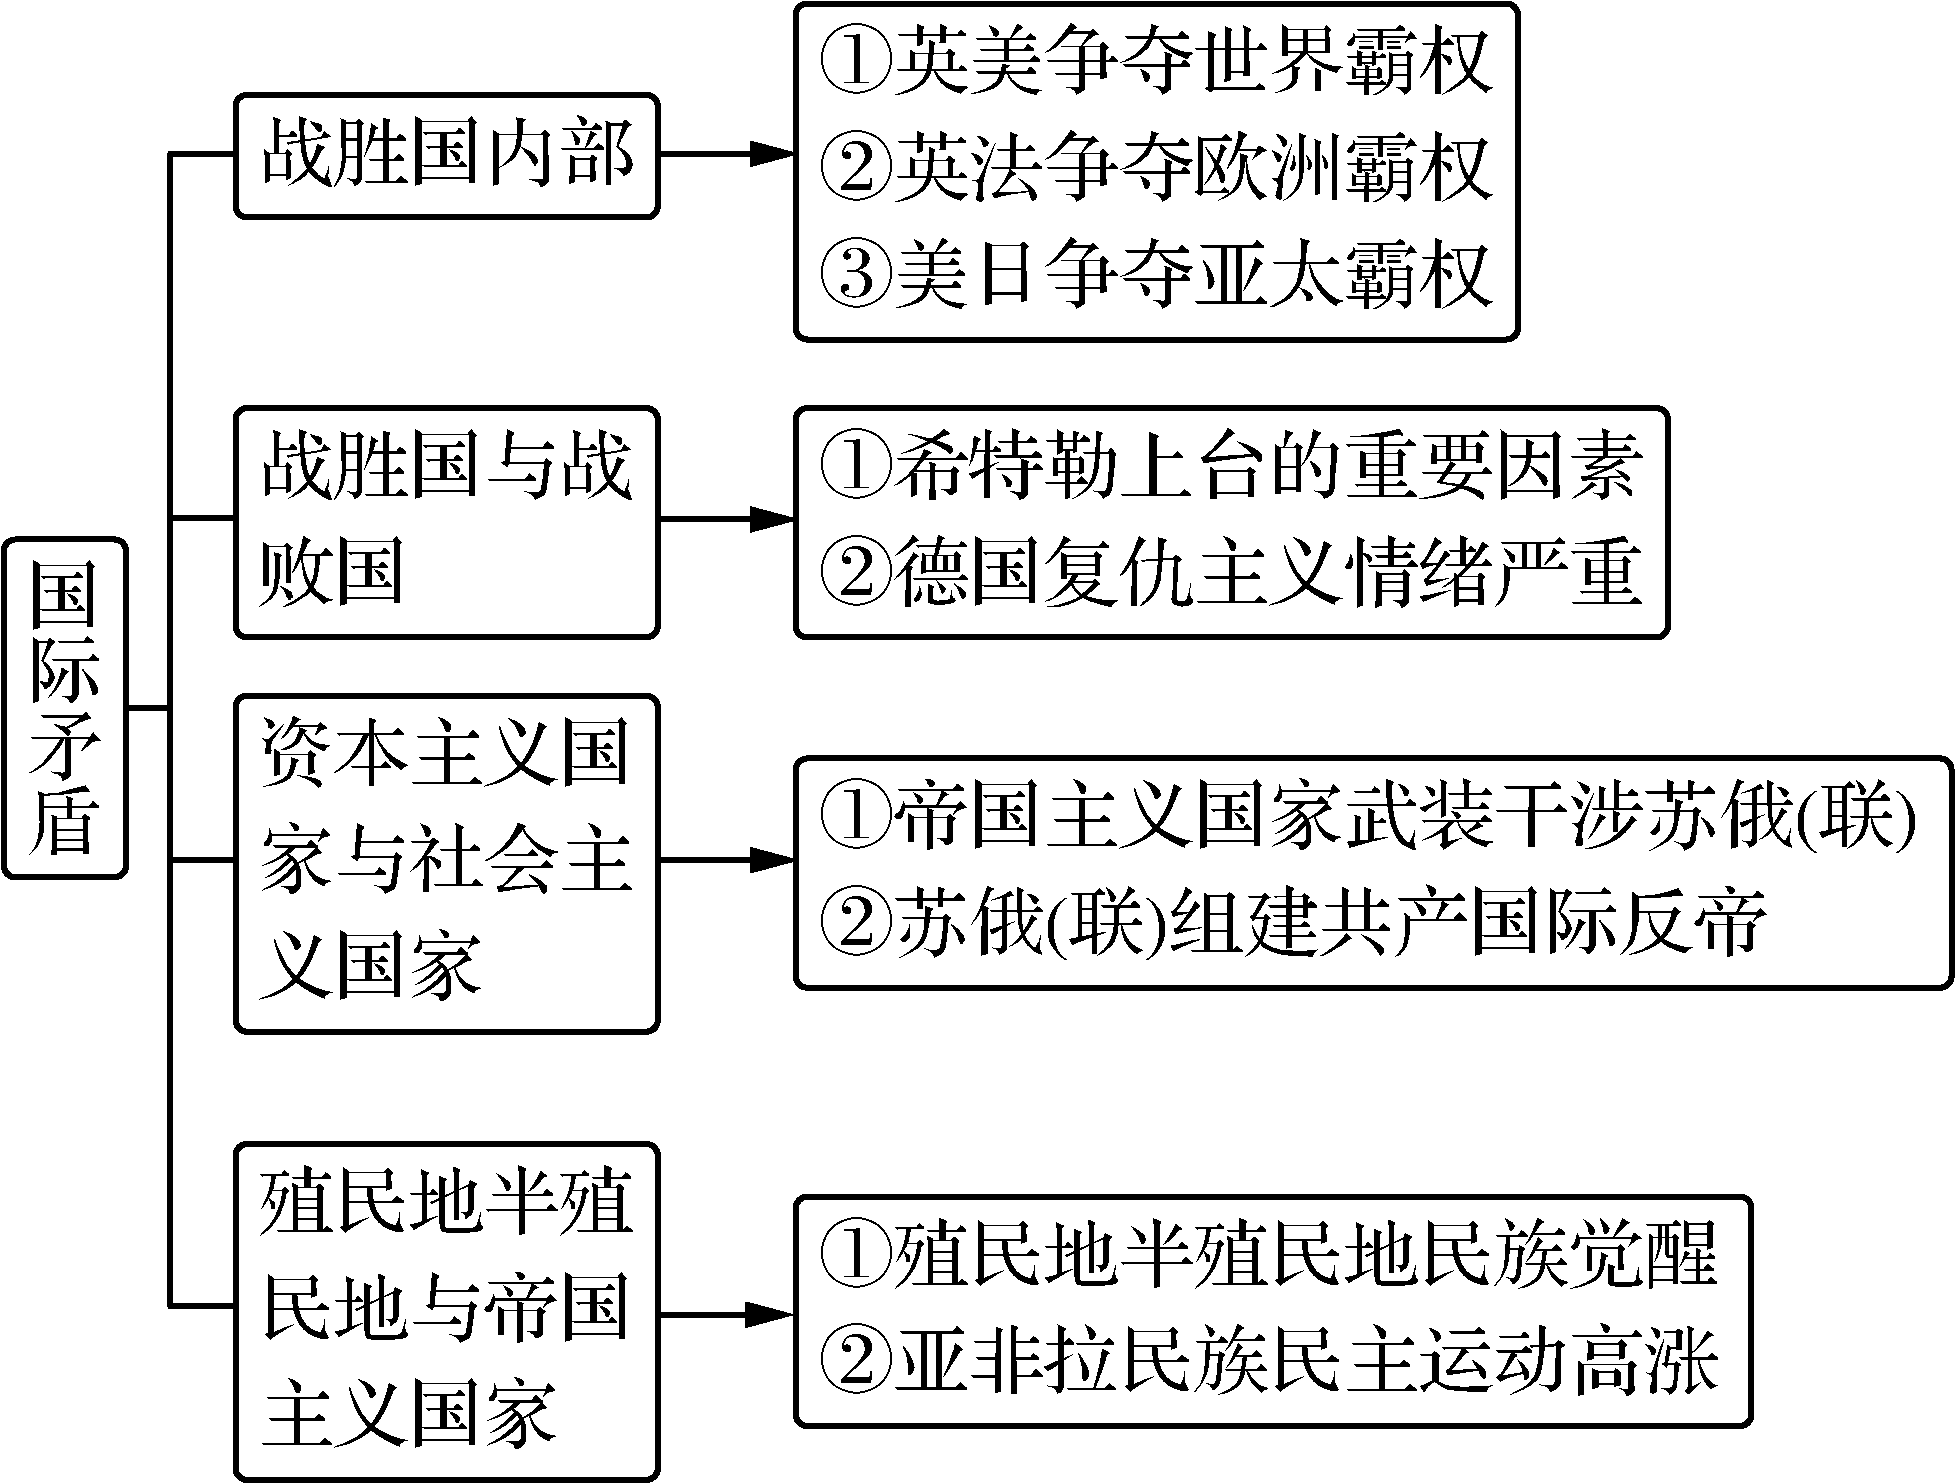 国际矛盾
战胜国内部
①英美争夺世界霸权
②英法争夺欧洲霸权
③美日争夺亚太霸权
战胜国与战
败国
①希特勒上台的重要因素
②德国复仇主义情绪严重
资本主义国
家与社会主
义国家
①帝国主义国家武装干涉苏俄(联)
②苏俄(联)组建共产国际反帝
殖民地半殖
民地与帝国
主义国家
①殖民地半殖民地民族觉醒
②亚非拉民族民主运动高涨